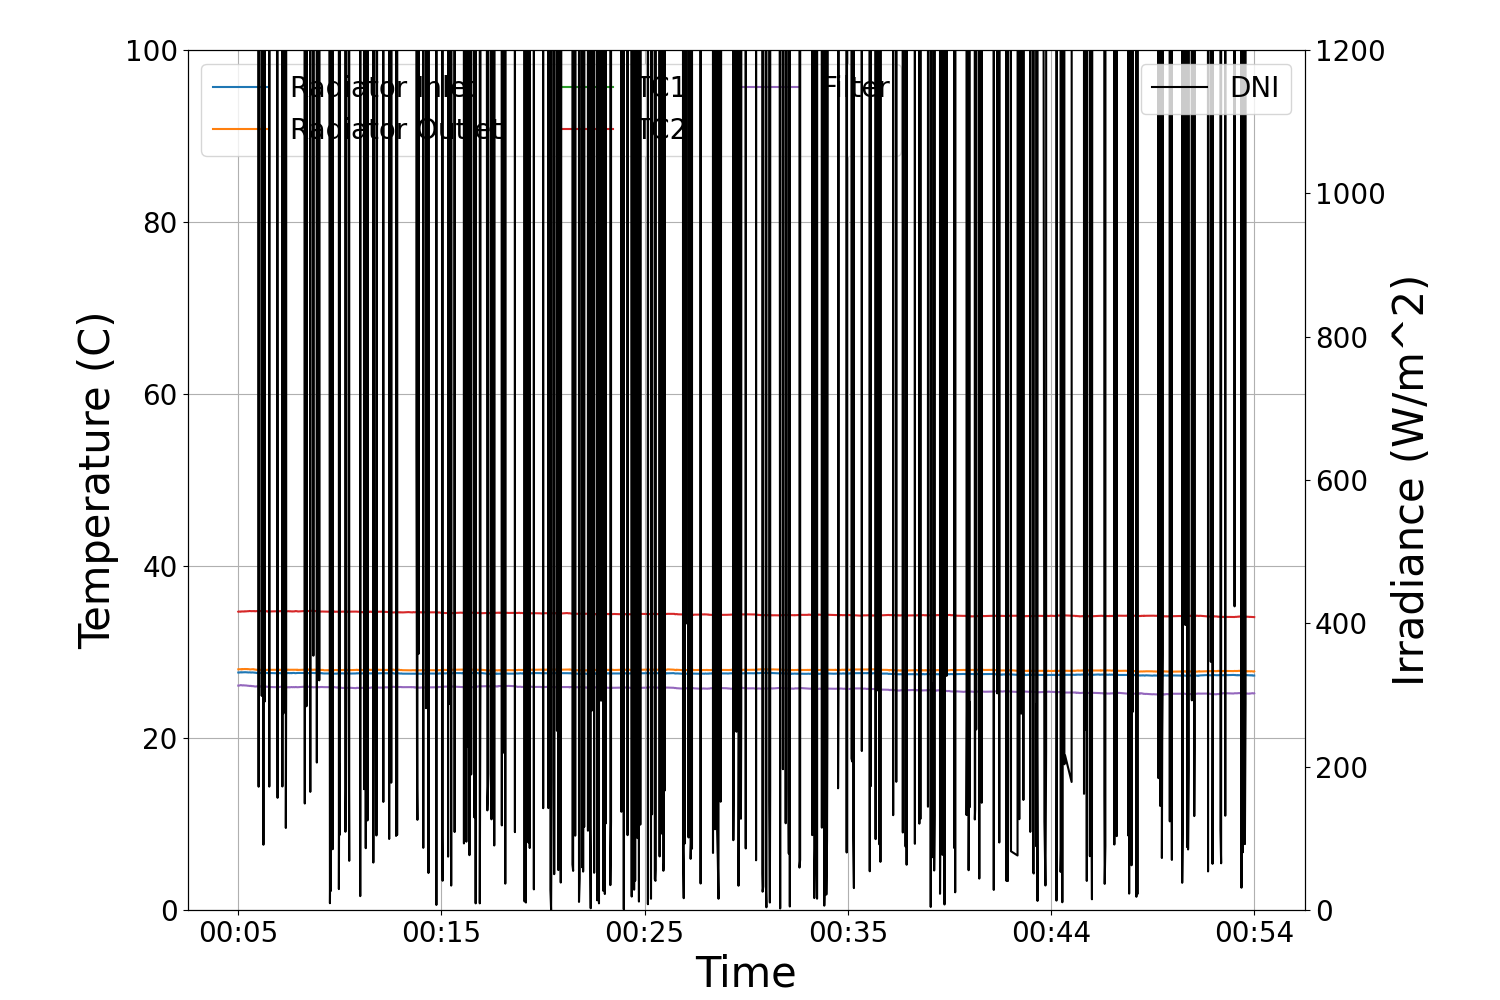 100
80
60
40
20
0
Temperature (C)
Radiator Inlet
Radiator Outlet
TC1
TC2
Filter
DNI
1200
1000
800
600
400
200
0
Irradiance (W/m^2)
00:05 00:15 00:25 00:35 00:44 00:54
Time